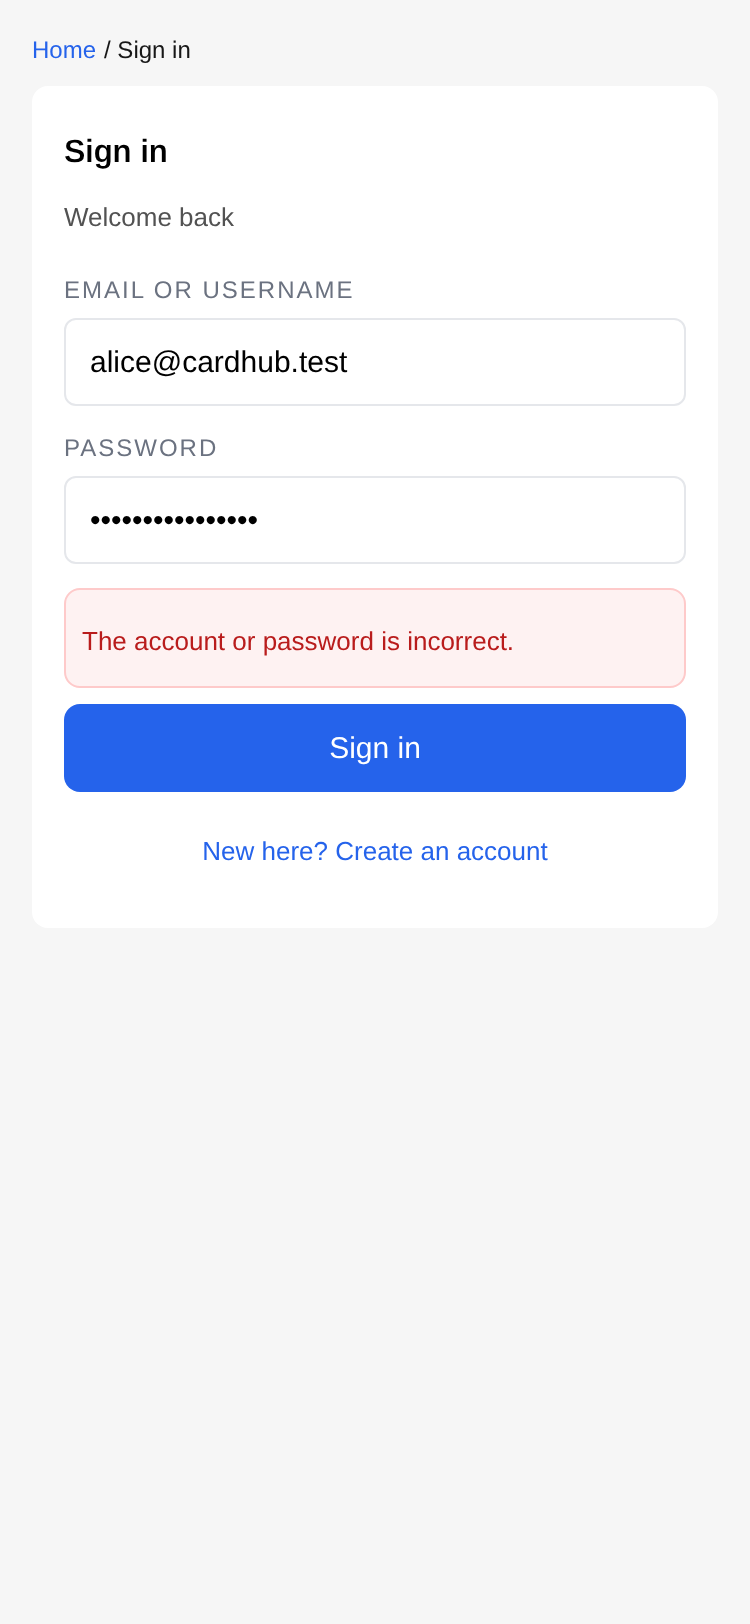 Home / Sign in
Sign in
Welcome back
EMAIL OR USERNAME
alice@cardhub.test
PASSWORD
••••••••••••••••
The account or password is incorrect.
Sign in
New here? Create an account